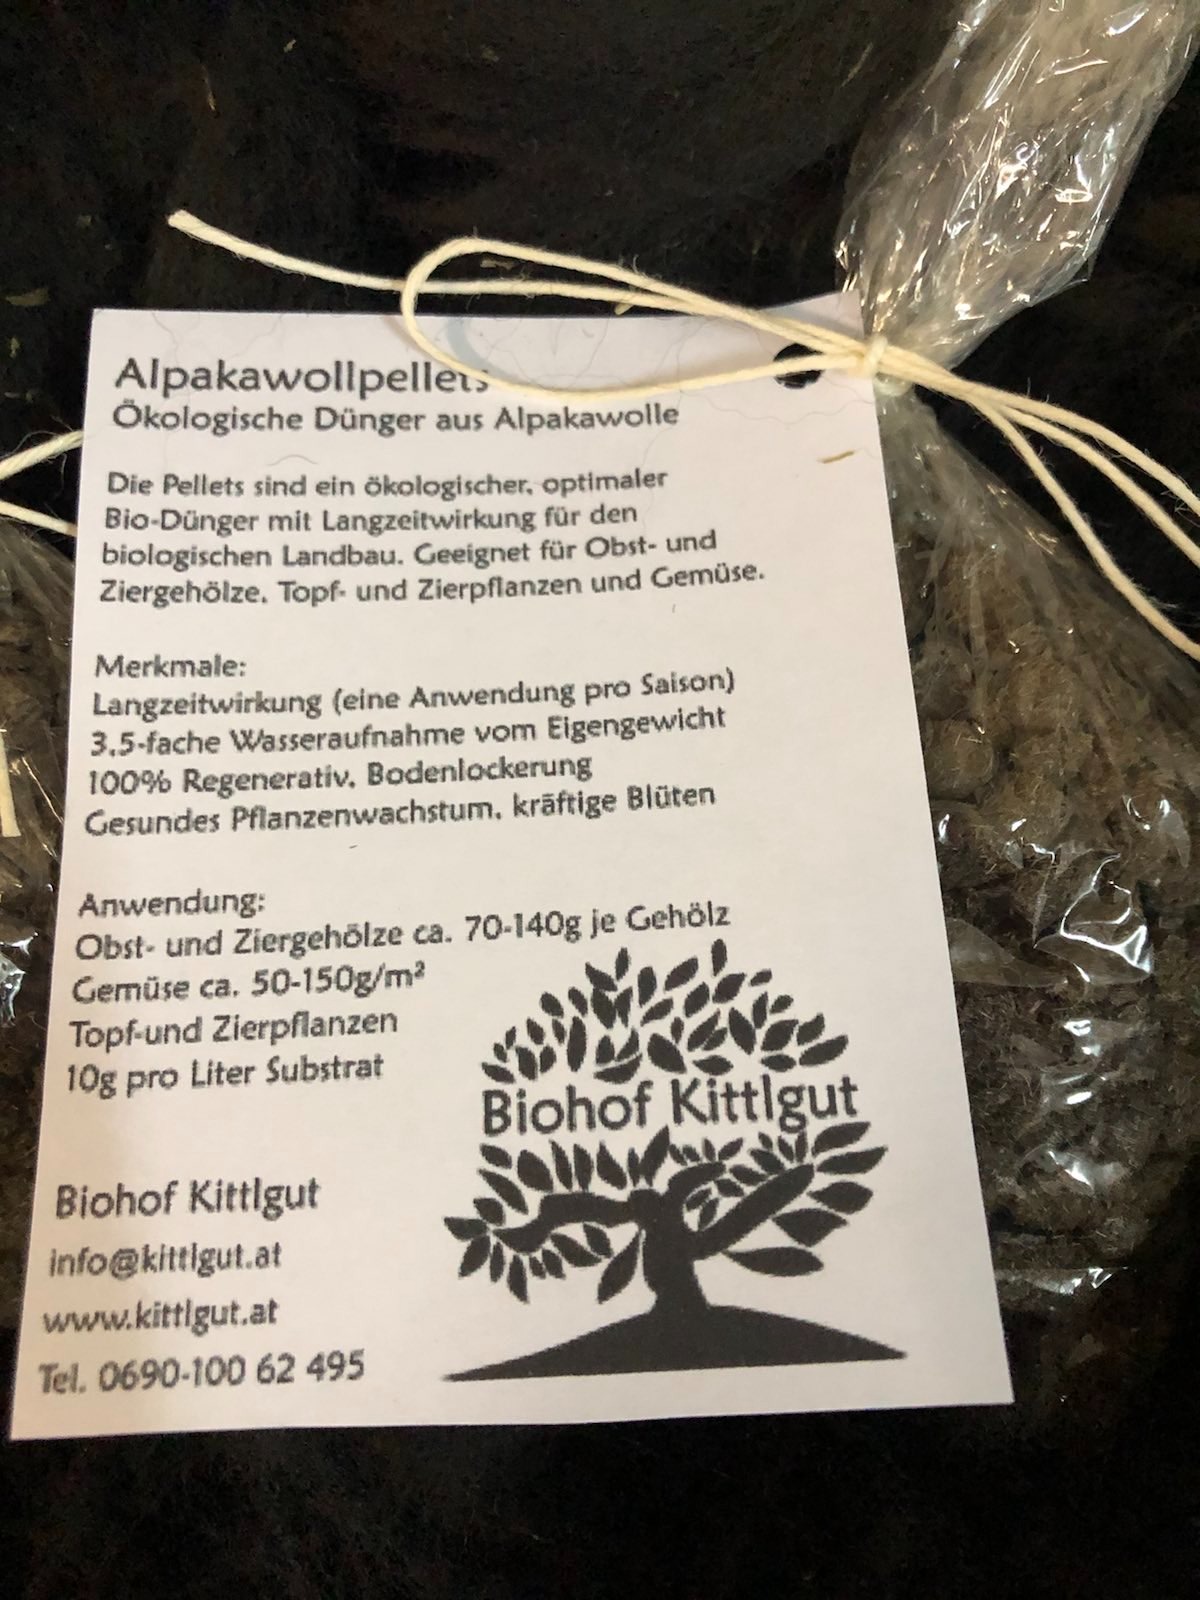 Alpakawollpellets
Ökologische Dünger aus Alpakawolle
Die Pellets sind ein ökologischer, optimaler
Bio-Dünger mit Langzeitwirkung für den
biologischen Landbau. Geeignet für Obst- und
Ziergehölze, Topf- und Zierpflanzen und Gemüse.
Merkmale:
Langzeitwirkung (eine Anwendung pro Saison)
3,5-fache Wasseraufnahme vom Eigengewicht
100% Regenerativ, Bodenlockerung
Gesundes Pflanzenwachstum, kräftige Blüten
Anwendung:
Obst- und Ziergehölze ca. 70-140g je Gehölz
Gemüse ca. 50-150g/m²
Topf-und Zierpflanzen
10g pro Liter Substrat
Biohof Kittlgut
Biohof Kittlgut
info@kittlgut.at
www.kittlgut.at
Tel. 0690-100 62 495